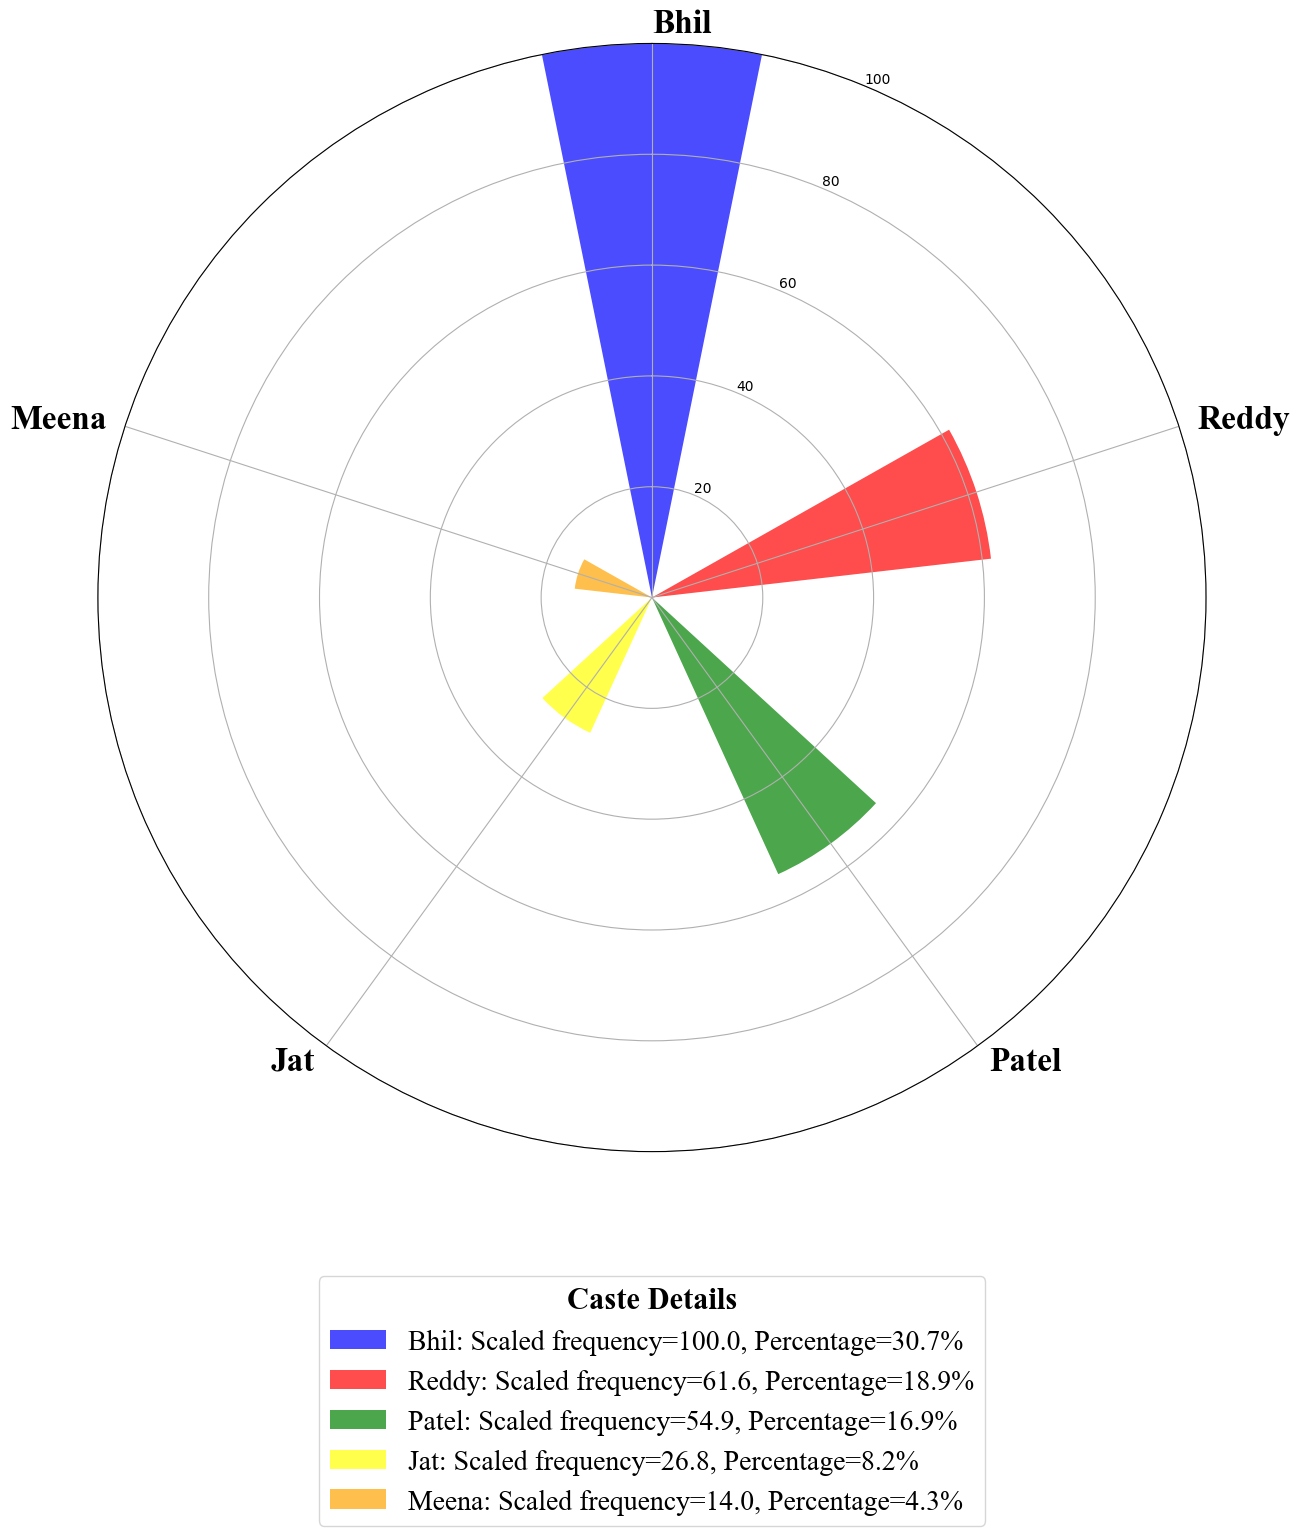 Bhil
100
80
60
Meena
Reddy
40
20
Jat
Patel
Caste Details
Bhil: Scaled frequency=100.0, Percentage=30.7%
Reddy: Scaled frequency=61.6, Percentage=18.9%
Patel: Scaled frequency=54.9, Percentage=16.9%
Jat: Scaled frequency=26.8, Percentage=8.2%
Meena: Scaled frequency=14.0, Percentage=4.3%